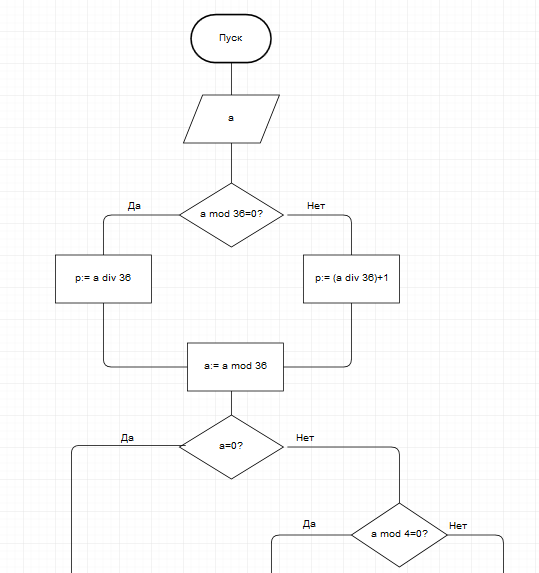 Пуск
a
Да
a mod 36=0?
Нет
p:= a div 36
p:= (a div 36)+1
a:= a mod 36
Да
a=0?
Нет
Да
a mod 4=0?
Нет